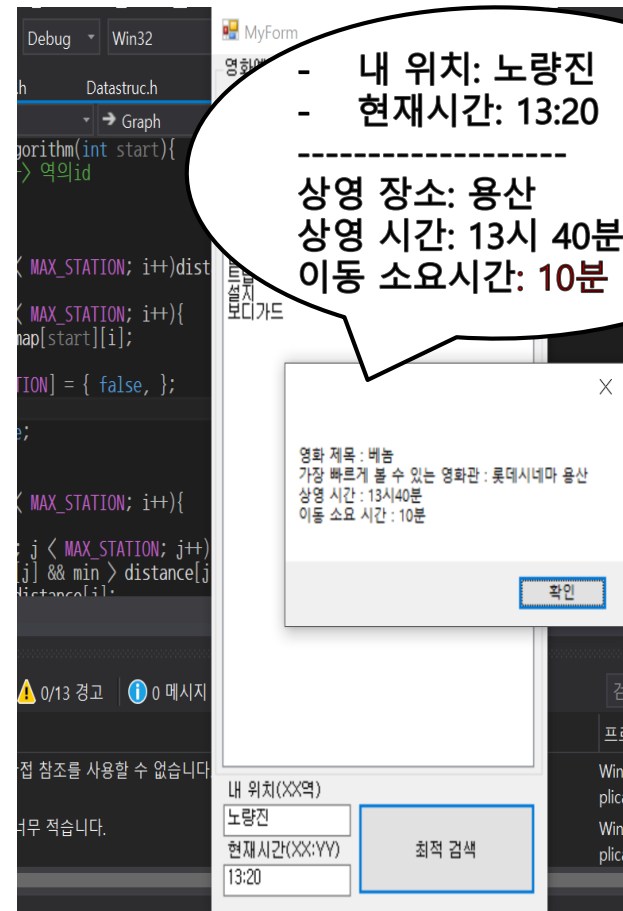 Debug Win32
MyForm
- 내 위치: 노량진
- 현재시간: 13:20
--------------------
상영 장소: 용산
상영 시간: 13시 40분
이동 소요시간: 10분
.h Datastruc.h
Graph
gorithm(int start){
> 역의id
< MAX_STATION; i++)dist
< MAX_STATION; i++){
map[start][i];
TION] = { false, };
e;
< MAX_STATION; i++){
; j < MAX_STATION; j++)
[j] && min > distance[j
distance[j];
설지
보디가드
영화 제목 : 베놈
가장 빠르게 볼 수 있는 영화관 : 롯데시네마 용산
상영 시간 : 13시40분
이동 소요 시간 : 10분
확인
0/13 경고 0 메시지
접 참조를 사용할 수 없습니다.
너무 적습니다.
Win
plica
Win
plica
내 위치(XX역)
노량진
현재시간(XX:YY)
13:20
최적 검색